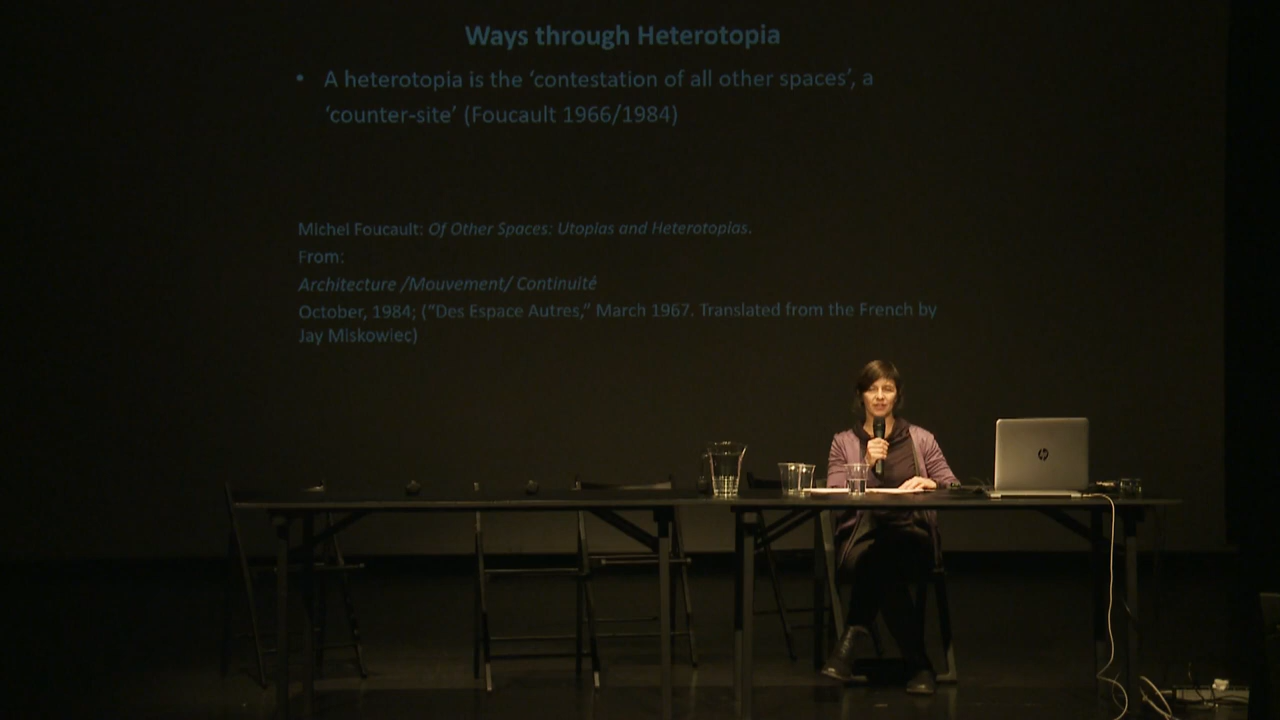 Ways through Heterotopia
• A heterotopia is the ‘contestation of all other spaces’, a
‘counter-site’ (Foucault 1966/1984)
Michel Foucault: Of Other Spaces: Utopias and Heterotopias.
From:
Architecture /Mouvement/ Continuité
October, 1984; (“Des Espace Autres,” March 1967. Translated from the French by
Jay Miskowiec)
hp